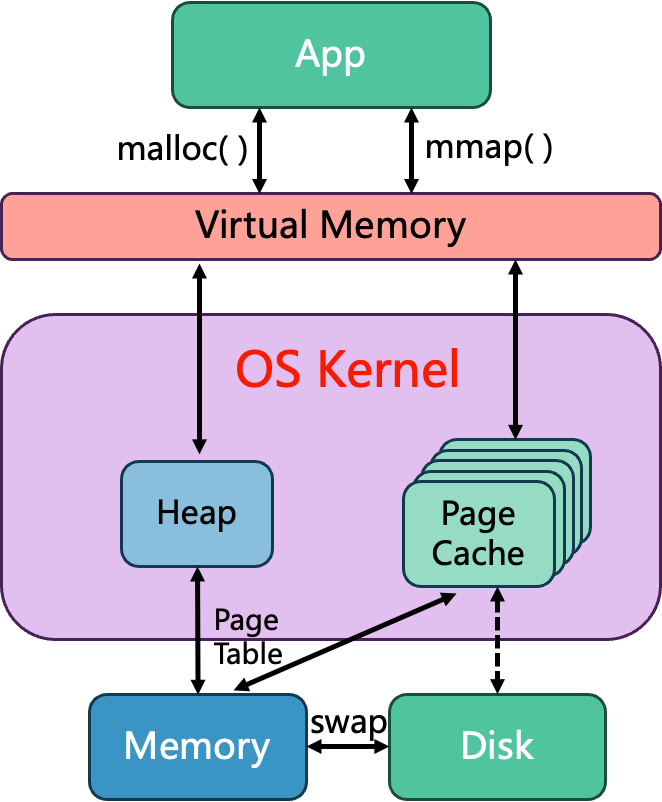 App
malloc( )
mmap( )
Virtual Memory
OS Kernel
Heap
Page
Cache
Page
Table
Memory
swap
Disk